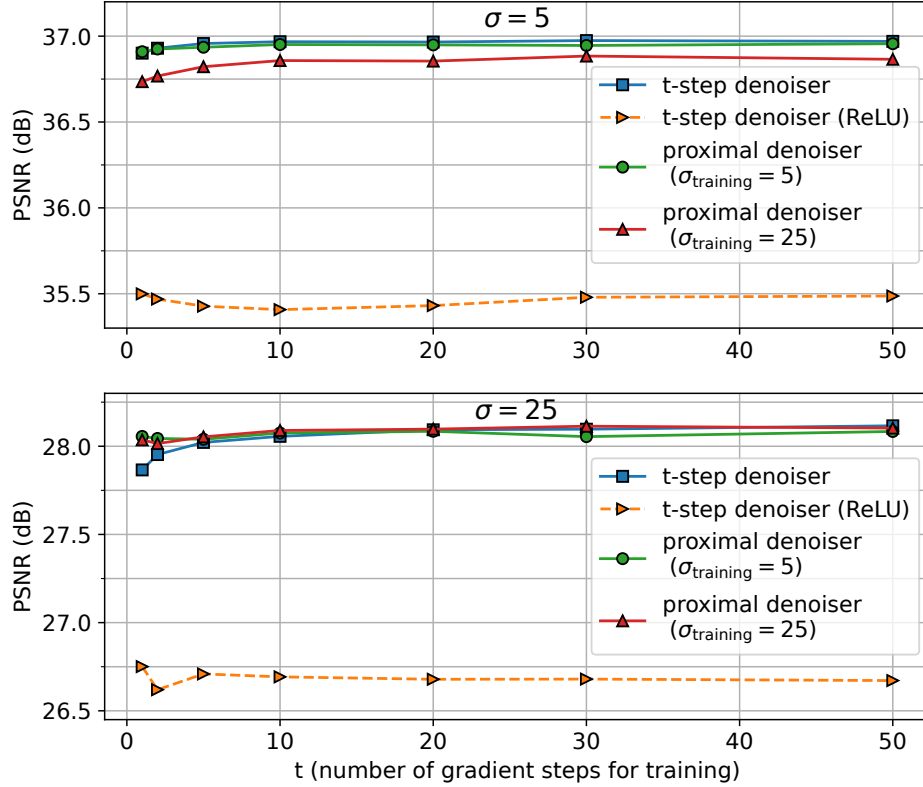 σ = 5
37.0
36.5
36.0
35.5
PSNR (dB)
t-step denoiser
t-step denoiser (ReLU)
proximal denoiser
(σtraining = 5)
proximal denoiser
(σtraining = 25)
0 10 20 30 40 50
σ = 25
28.0
27.5
27.0
26.5
PSNR (dB)
t-step denoiser
t-step denoiser (ReLU)
proximal denoiser
(σtraining = 5)
proximal denoiser
(σtraining = 25)
0 10 20 30 40 50
t (number of gradient steps for training)